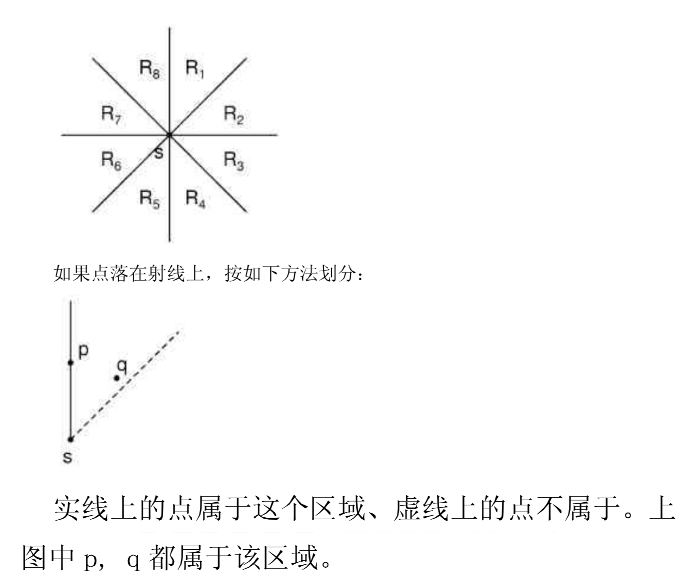 R₈ R₁
R₇ R₂
s
R₆ R₃
R₅ R₄
如果点落在射线上，按如下方法划分：
p
q
s
实线上的点属于这个区域、虚线上的点不属于。上
图中 p, q 都属于该区域。